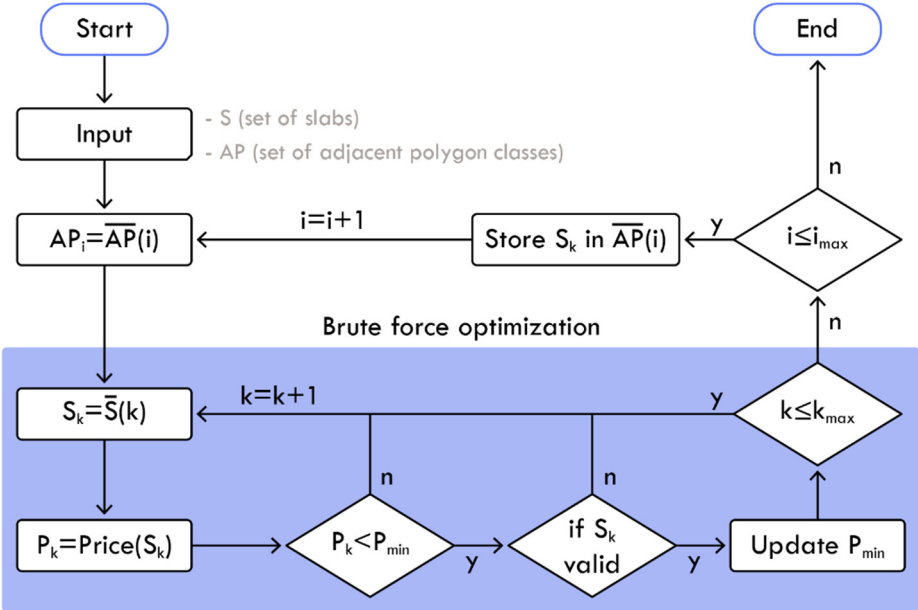 Start
End
Input
- S (set of slabs)
- AP (set of adjacent polygon classes)
n
i=i+1
APᵢ=A̅P̅(i)
Store Sₖ in A̅P̅(i)
y
i≤iₘₐₓ
n
Brute force optimization
k=k+1
y
Sₖ=S̅(k)
k≤kₘₐₓ
n
n
Pₖ=Price(Sₖ)
Pₖ<Pₘᵢₙ
y
if Sₖ
valid
y
Update Pₘᵢₙ